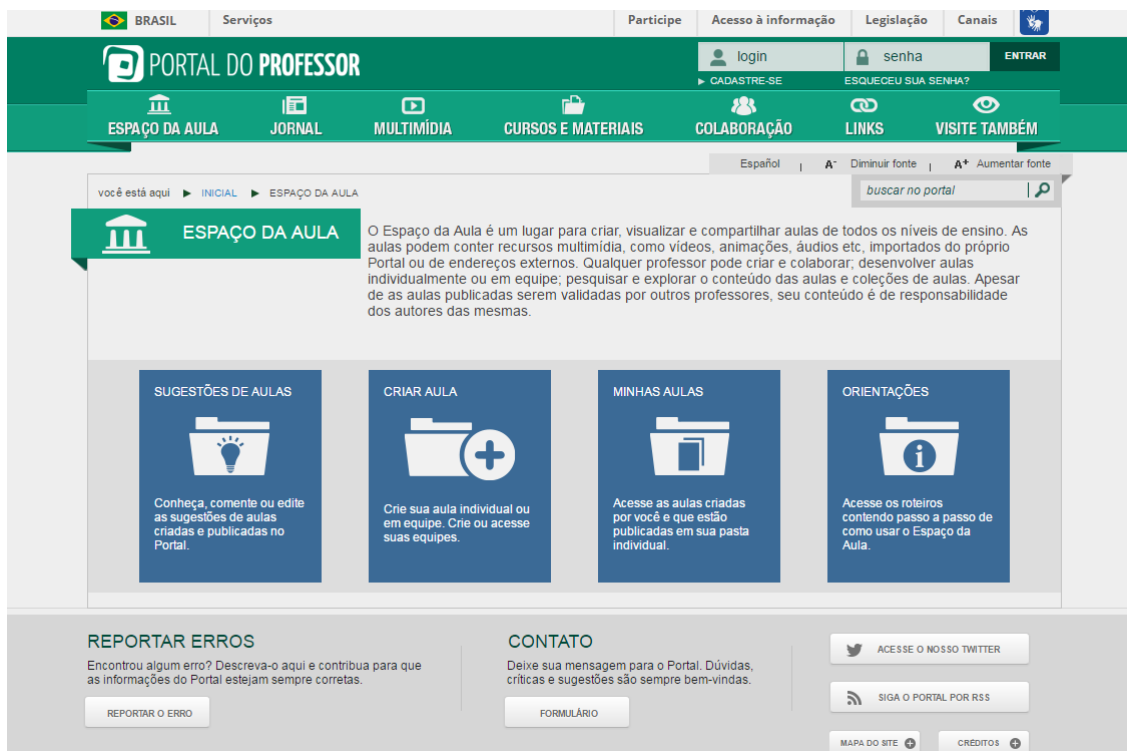 BRASIL Serviços Participe Acesso à informação Legislação Canais
PORTAL DO PROFESSOR
login senha ENTRAR
CADASTRE-SE ESQUECEU SUA SENHA?
ESPAÇO DA AULA JORNAL MULTIMÍDIA CURSOS E MATERIAIS COLABORAÇÃO LINKS VISITE TAMBÉM
Español | A- Diminuir fonte | A+ Aumentar fonte
você está aqui ► INICIAL ► ESPAÇO DA AULA
buscar no portal
ESPAÇO DA AULA
O Espaço da Aula é um lugar para criar, visualizar e compartilhar aulas de todos os níveis de ensino. As
aulas podem conter recursos multimídia, como vídeos, animações, áudios etc, importados do próprio
Portal ou de endereços externos. Qualquer professor pode criar e colaborar; desenvolver aulas
individualmente ou em equipe; pesquisar e explorar o conteúdo das aulas e coleções de aulas. Apesar
de as aulas publicadas serem validadas por outros professores, seu conteúdo é de responsabilidade
dos autores das mesmas.
SUGESTÕES DE AULAS
Conheça, comente ou edite
as sugestões de aulas
criadas e publicadas no
Portal.
CRIAR AULA
Crie sua aula individual ou
em equipe. Crie ou acesse
suas equipes.
MINHAS AULAS
Acesse as aulas criadas
por você e que estão
publicadas em sua pasta
individual.
ORIENTAÇÕES
Acesse os roteiros
contendo passo a passo de
como usar o Espaço da
Aula.
REPORTAR ERROS
Encontrou algum erro? Descreva-o aqui e contribua para que
as informações do Portal estejam sempre corretas.
REPORTAR O ERRO
CONTATO
Deixe sua mensagem para o Portal. Dúvidas,
críticas e sugestões são sempre bem-vindas.
FORMULÁRIO
ACESSE O NOSSO TWITTER
SIGA O PORTAL POR RSS
MAPA DO SITE CRÉDITOS